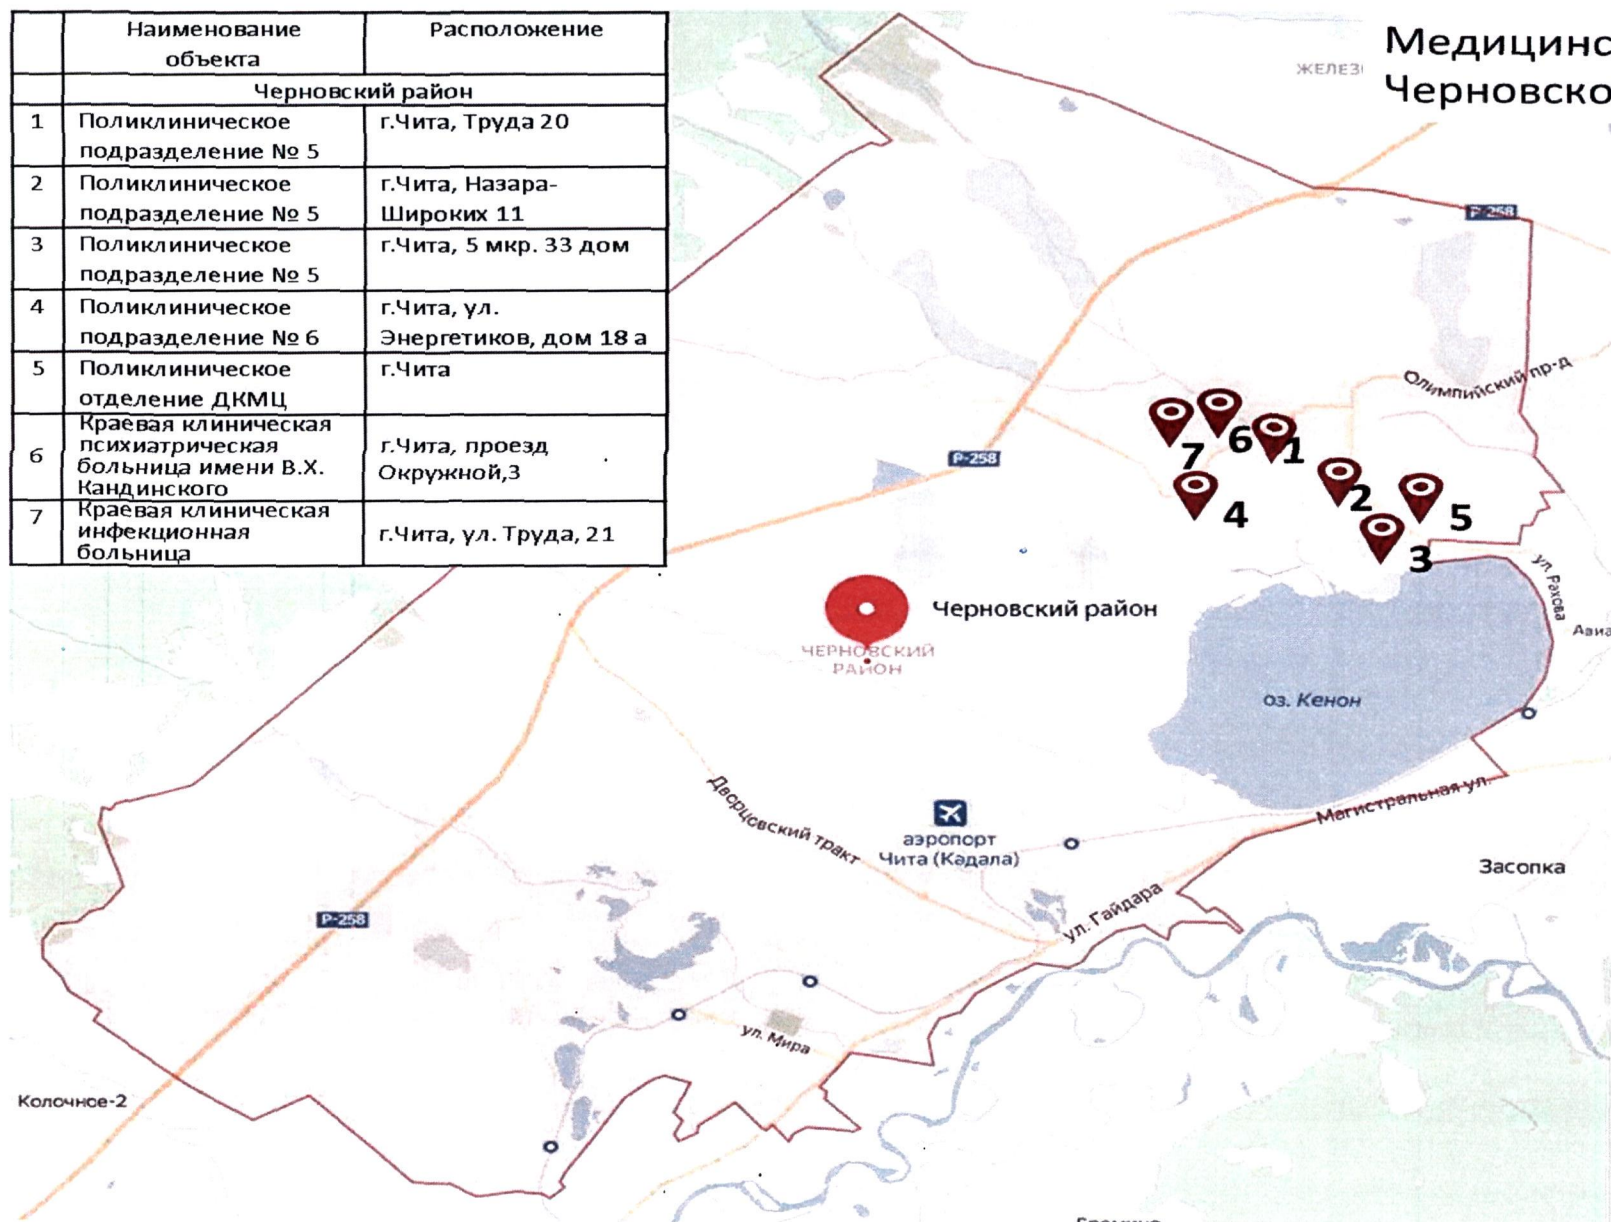 Наименование
объекта
Расположение
Черновский район
1
Поликлиническое
подразделение № 5
г.Чита, Труда 20
2
Поликлиническое
подразделение № 5
г.Чита, Назара-
Широких 11
3
Поликлиническое
подразделение № 5
г.Чита, 5 мкр. 33 дом
4
Поликлиническое
подразделение № 6
г.Чита, ул.
Энергетиков, дом 18 а
5
Поликлиническое
отделение ДКМЦ
г.Чита
6
Краевая клиническая
психиатрическая
больница имени В.Х.
Кандинского
г.Чита, проезд
Окружной,3
7
Краевая клиническая
инфекционная
больница
г.Чита, ул. Труда, 21
Медицинс
Черновско
ЖЕЛЕЗ
Р-258
Олимпийский пр-д
7
6
1
Р-258
2
4
5
3
ул. Рахова
Черновский район
Авиа
ЧЕРНОВСКИЙ
РАЙОН
оз. Кенон
Дворцовский тракт
аэропорт
Чита (Кадала)
Магистральная ул.
Засопка
ул. Гайдара
Р-258
ул. Мира
Колочное-2